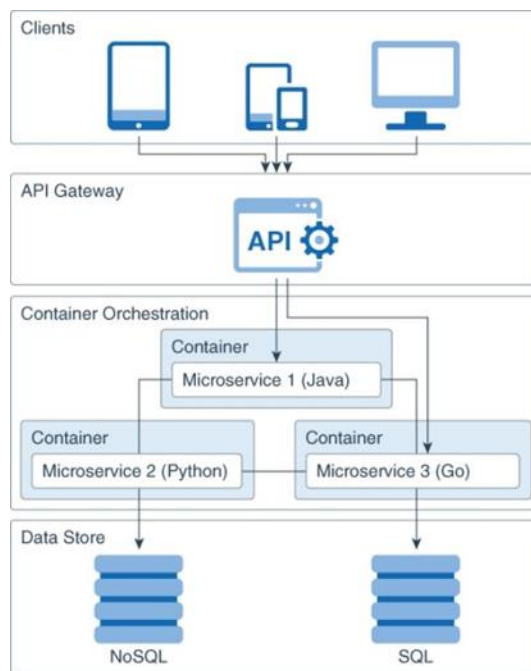 Clients
API Gateway
API
Container Orchestration
Container
Microservice 1 (Java)
Container
Microservice 2 (Python)
Container
Microservice 3 (Go)
Data Store
NoSQL
SQL